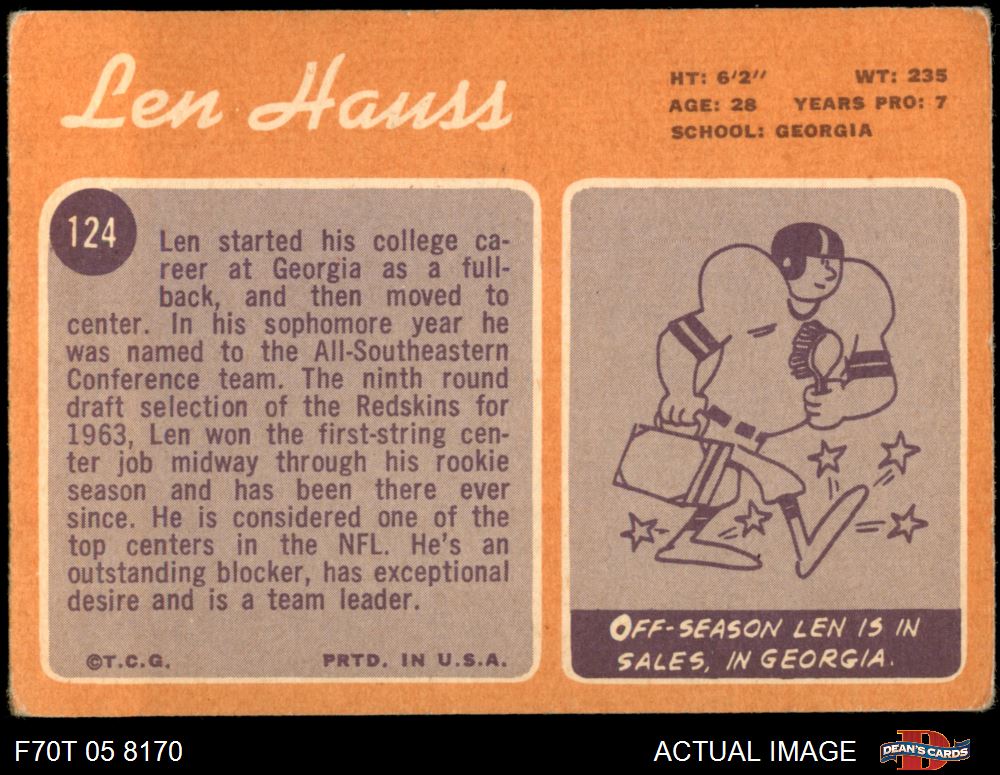 Len Hauss
HT: 6'2" WT: 235
AGE: 28 YEARS PRO: 7
SCHOOL: GEORGIA
124
Len started his college ca-
reer at Georgia as a full-
back, and then moved to
center. In his sophomore year he
was named to the All-Southeastern
Conference team. The ninth round
draft selection of the Redskins for
1963, Len won the first-string cen-
ter job midway through his rookie
season and has been there ever
since. He is considered one of the
top centers in the NFL. He's an
outstanding blocker, has exceptional
desire and is a team leader.
©T.C.G. PRTD. IN U.S.A.
OFF-SEASON LEN IS IN
SALES, IN GEORGIA.
F70T 05 8170
ACTUAL IMAGE
D
DEAN'S CARDS